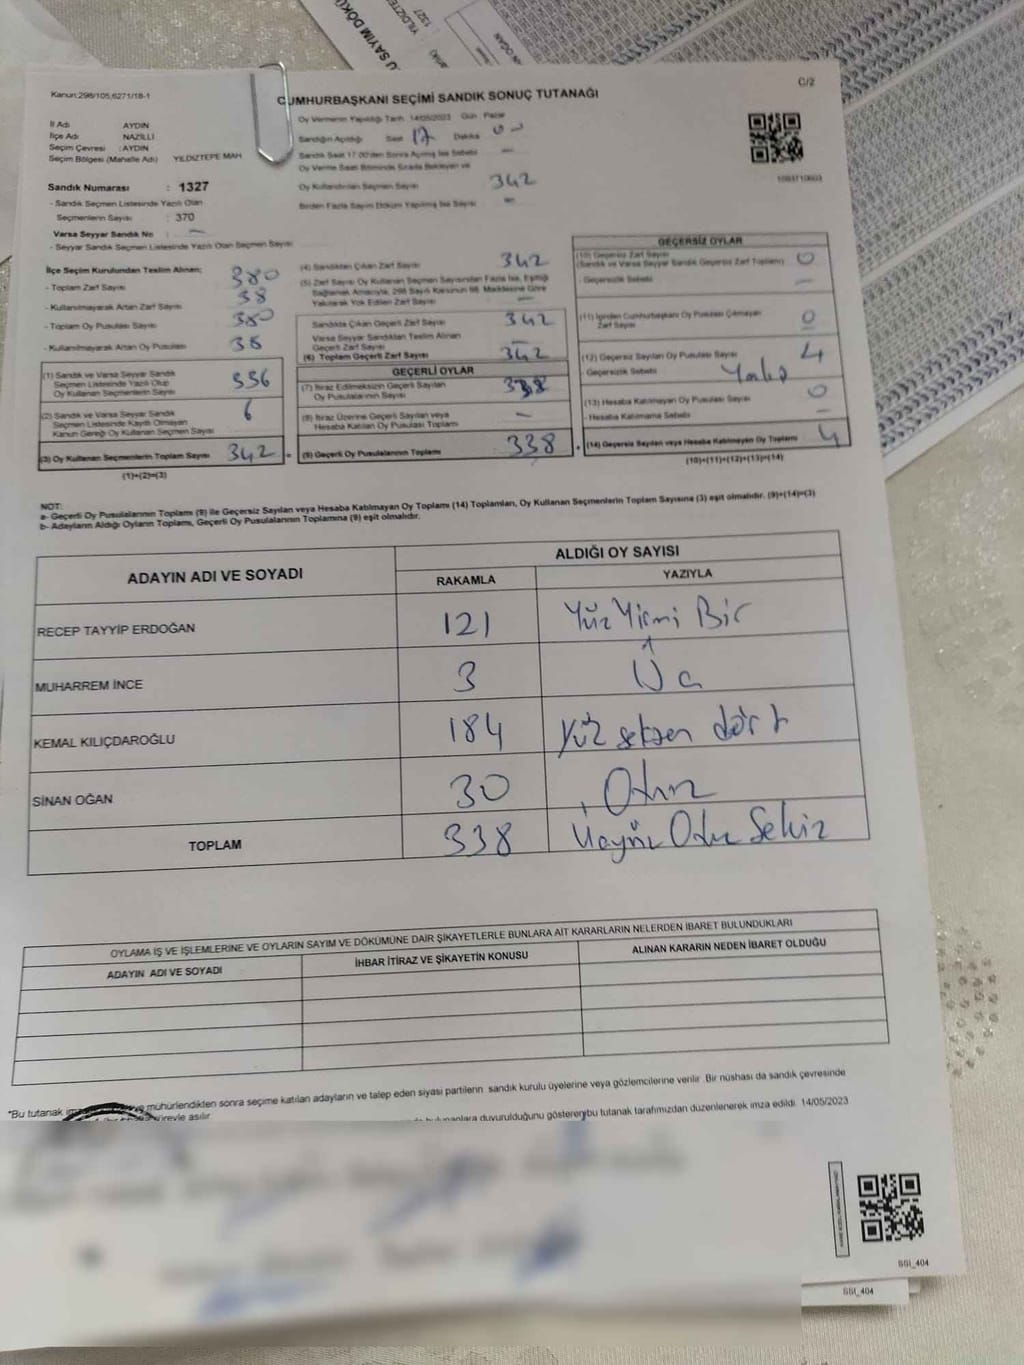 U SAYIM DÖKÜ
YILDIZTE
: 1327
Kanun:298/105,6271/18-1
C/2
CUMHURBAŞKANI SEÇİMİ SANDIK SONUÇ TUTANAĞI
İl Adı AYDIN
İlçe Adı NAZİLLİ
Seçim Çevresi : AYDIN
Seçim Bölgesi (Mahalle Adı) YILDIZTEPE MAH
Sandık Numarası : 1327
- Sandık Seçmen Listesinde Yazılı Olan
Seçmenlerin Sayısı : 370
Varsa Seyyar Sandık No : —
- Seyyar Sandık Seçmen Listesinde Yazılı Olan Seçmen Sayısı
Oy Vermenin Yapıldığı Tarih 14/05/2023 Gün Pazar
Sandığın Açıldığı Saat 17 Dakika
Sandık Saat 17.00'den Sonra Açılmış İse Sebebi —
Oy Verme Saati Bitiminde Sırada Bekleyen ve
Oy Kullandırılan Seçmen Sayısı 342
Birden Fazla Sayım Döküm Yapılmış İse Sayısı
İlçe Seçim Kurulundan Teslim Alınan;
- Toplam Zarf Sayısı 380
- Kullanılmayarak Artan Zarf Sayısı 38
- Toplam Oy Pusulası Sayısı 380
- Kullanılmayarak Artan Oy Pusulası 38
(1) Sandık ve Varsa Seyyar Sandık
Seçmen Listesinde Yazılı Olup
Oy Kullanan Seçmenlerin Sayısı 336
(2) Sandık ve Varsa Seyyar Sandık
Seçmen Listesinde Kayıtlı Olmayan
Kanun Gereği Oy Kullanan Seçmen Sayısı 6
(3) Oy Kullanan Seçmenlerin Toplam Sayısı 342
(1)+(2)=(3)
(4) Sandıktan Çıkan Zarf Sayısı 342
(5) Zarf Sayısı Oy Kullanan Seçmen Sayısından Fazla İse, Eşitliği
Sağlamak Amacıyla, 298 Sayılı Kanunun 98. Maddesine Göre
Yakılarak Yok Edilen Zarf Sayısı —
Sandıkta Çıkan Geçerli Zarf Sayısı 342
Varsa Seyyar Sandıktan Teslim Alınan
Geçerli Zarf Sayısı —
(6) Toplam Geçerli Zarf Sayısı 342
GEÇERLİ OYLAR
(7) İtiraz Edilmeksizin Geçerli Sayılan
Oy Pusulalarının Sayısı 338
(8) İtiraz Üzerine Geçerli Sayılan veya
Hesaba Katılan Oy Pusulası Toplamı —
(9) Geçerli Oy Pusulalarının Toplamı 338
GEÇERSİZ OYLAR
(10) Geçersiz Zarf Sayısı
(Sandık ve Varsa Seyyar Sandık Geçersiz Zarf Toplamı) 0
- Geçersizlik Sebebi —
(11) İçinden Cumhurbaşkanı Oy Pusulası Çıkmayan
Zarf Sayısı 0
(12) Geçersiz Sayılan Oy Pusulası Sayısı 4
- Geçersizlik Sebebi
(13) Hesaba Katılmayan Oy Pusulası Sayısı 0
- Hesaba Katılmama Sebebi —
(14) Geçersiz Sayılan veya Hesaba Katılmayan Oy Toplamı 4
(10)+(11)+(12)+(13)=(14)
NOT:
a- Geçerli Oy Pusulalarının Toplamı (9) ile Geçersiz Sayılan veya Hesaba Katılmayan Oy Toplamı (14) Toplamları, Oy Kullanan Seçmenlerin Toplam Sayısına (3) eşit olmalıdır. (9)+(14)=(3)
b- Adayların Aldığı Oyların Toplamı, Geçerli Oy Pusulalarının Toplamına (9) eşit olmalıdır.
ADAYIN ADI VE SOYADI ALDIĞI OY SAYISI
RAKAMLA YAZIYLA
RECEP TAYYİP ERDOĞAN 121 Yüz Yirmi Bir
MUHARREM İNCE 3 Üç
KEMAL KILIÇDAROĞLU 184 Yüz seksen dört
SİNAN OĞAN 30 Otuz
TOPLAM 338 Üçyüz Otuz Sekiz
OYLAMA İŞ VE İŞLEMLERİNE VE OYLARIN SAYIM VE DÖKÜMÜNE DAİR ŞİKAYETLERLE BUNLARA AİT KARARLARIN NELERDEN İBARET BULUNDUKLARI
ADAYIN ADI VE SOYADI İHBAR İTİRAZ VE ŞİKAYETİN KONUSU ALINAN KARARIN NEDEN İBARET OLDUĞU
*Bu tutanak mühürlendikten sonra seçime katılan adayların ve talep eden siyasi partilerin sandık kurulu üyelerine veya gözlemcilerine verilir. Bir nüshası da sandık çevresinde
süreyle asılır.
bulunanlara duyurulduğunu gösteren bu tutanak tarafımızdan düzenlenerek imza edildi. 14/05/2023
SSI_404
SSI_404